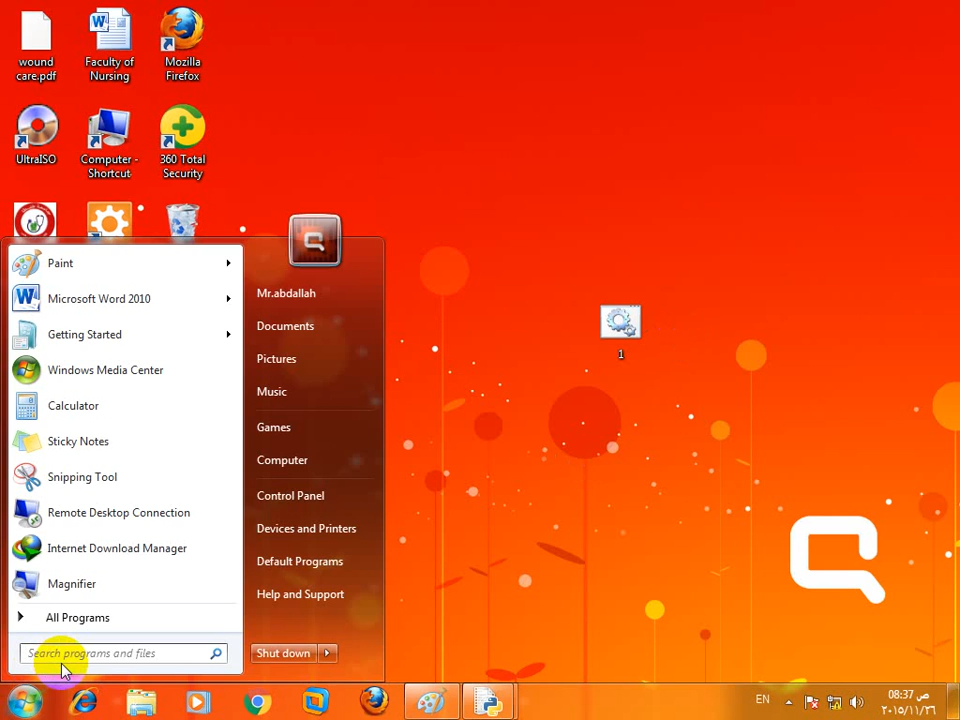 wound
care.pdf
Faculty of
Nursing
Mozilla
Firefox
UltraISO
Computer -
Shortcut
360 Total
Security
Paint
Microsoft Word 2010
Getting Started
Windows Media Center
Calculator
Sticky Notes
Snipping Tool
Remote Desktop Connection
Internet Download Manager
Magnifier
All Programs
Search programs and files
Mr.abdallah
Documents
Pictures
Music
Games
Computer
Control Panel
Devices and Printers
Default Programs
Help and Support
Shut down
1
EN
08:37 ص
٢٠١٥/١١/٢٦